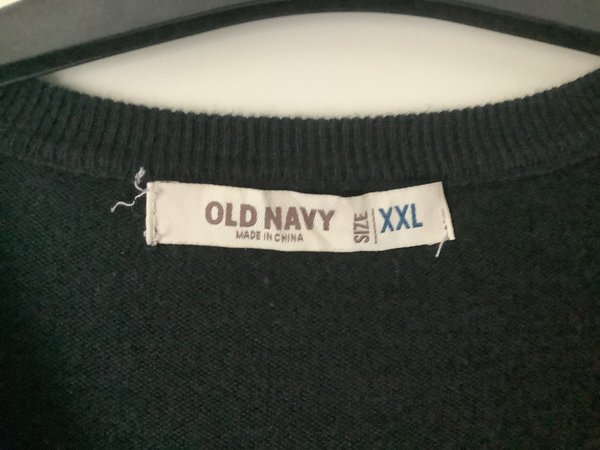 OLD NAVY
MADE IN CHINA
SIZE
XXL